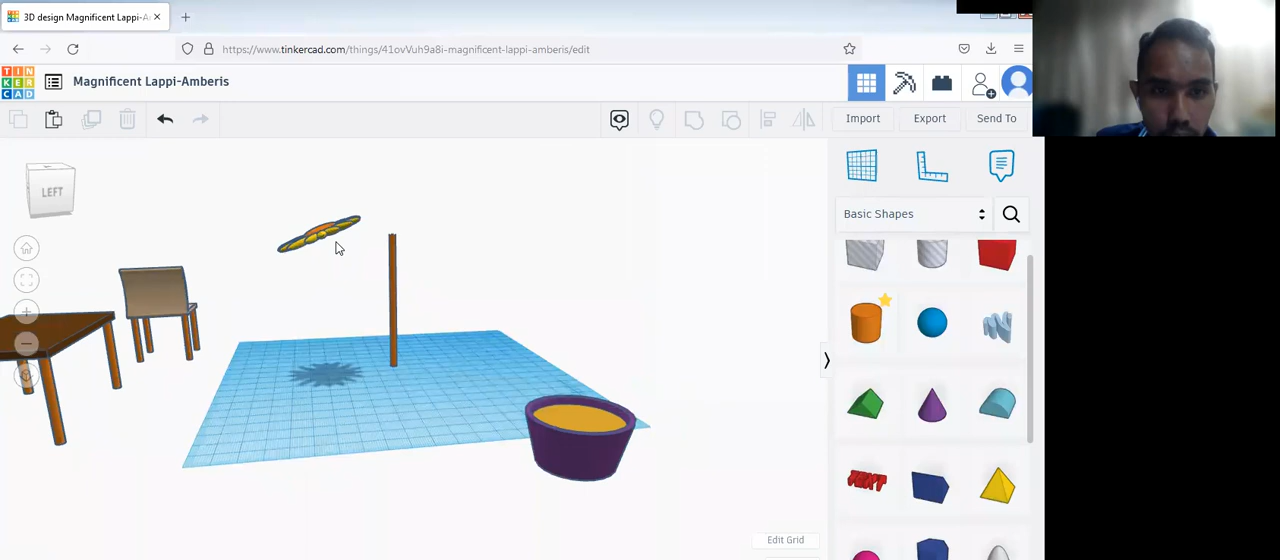 3D design Magnificent Lappi-A
https://www.tinkercad.com/things/41ovVuh9a8i-magnificent-lappi-amberis/edit
TIN
KER
CAD
Magnificent Lappi-Amberis
Import
Export
Send To
LEFT
Basic Shapes
TEXT
Edit Grid